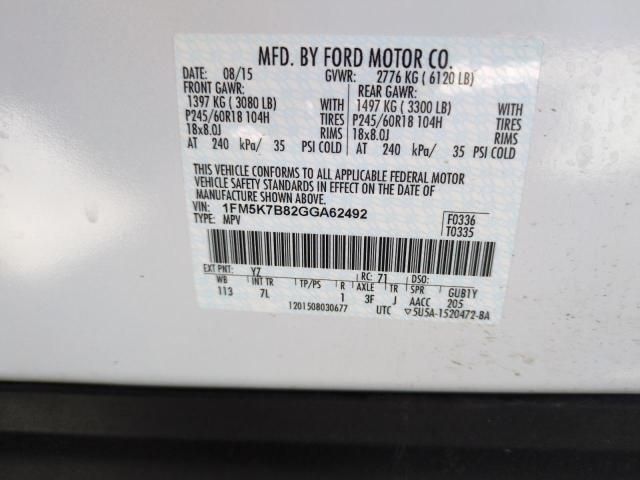 MFD. BY FORD MOTOR CO.
DATE: 08/15 GVWR: 2776 KG ( 6120 LB)
FRONT GAWR: REAR GAWR:
1397 KG ( 3080 LB) WITH 1497 KG ( 3300 LB) WITH
P245/60R18 104H TIRES P245/60R18 104H TIRES
18x8.0J RIMS 18x8.0J RIMS
AT 240 kPa/ 35 PSI COLD AT 240 kPa/ 35 PSI COLD
THIS VEHICLE CONFORMS TO ALL APPLICABLE FEDERAL MOTOR
VEHICLE SAFETY STANDARDS IN EFFECT ON THE DATE OF
MANUFACTURE SHOWN ABOVE.
VIN: 1FM5K7B82GGA62492 F0336
TYPE: MPV T0335
EXT PNT: YZ RC: 71 DSO:
WB INT TR TP/PS R AXLE TR SPR GUB1Y
113 7L 1 3F J AACC 205
1201508030677 UTC ▽5U5A-1520472-BA